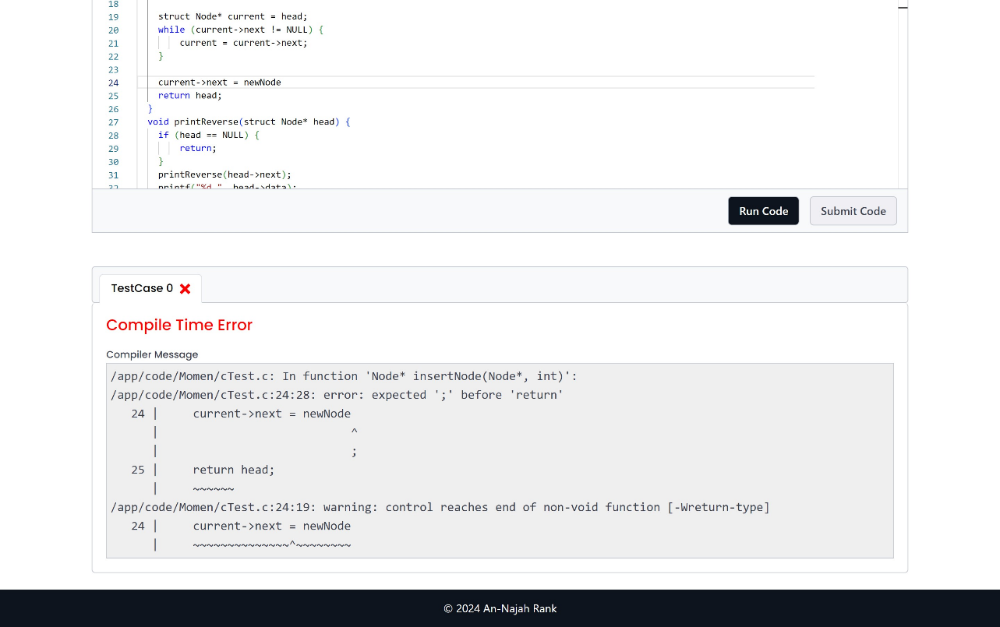 18
19 struct Node* current = head;
20 while (current->next != NULL) {
21 current = current->next;
22 }
23
24 current->next = newNode
25 return head;
26 }
27 void printReverse(struct Node* head) {
28 if (head == NULL) {
29 return;
30 }
31 printReverse(head->next);
32 printf("%d ", head->data);
Run Code Submit Code
TestCase 0
Compile Time Error
Compiler Message
/app/code/Momen/cTest.c: In function 'Node* insertNode(Node*, int)':
/app/code/Momen/cTest.c:24:28: error: expected ';' before 'return'
24 | current->next = newNode
| ^
| ;
25 | return head;
| ~~~~~~
/app/code/Momen/cTest.c:24:19: warning: control reaches end of non-void function [-Wreturn-type]
24 | current->next = newNode
| ~~~~~~~~~~~~~~^~~~~~~~~
© 2024 An-Najah Rank